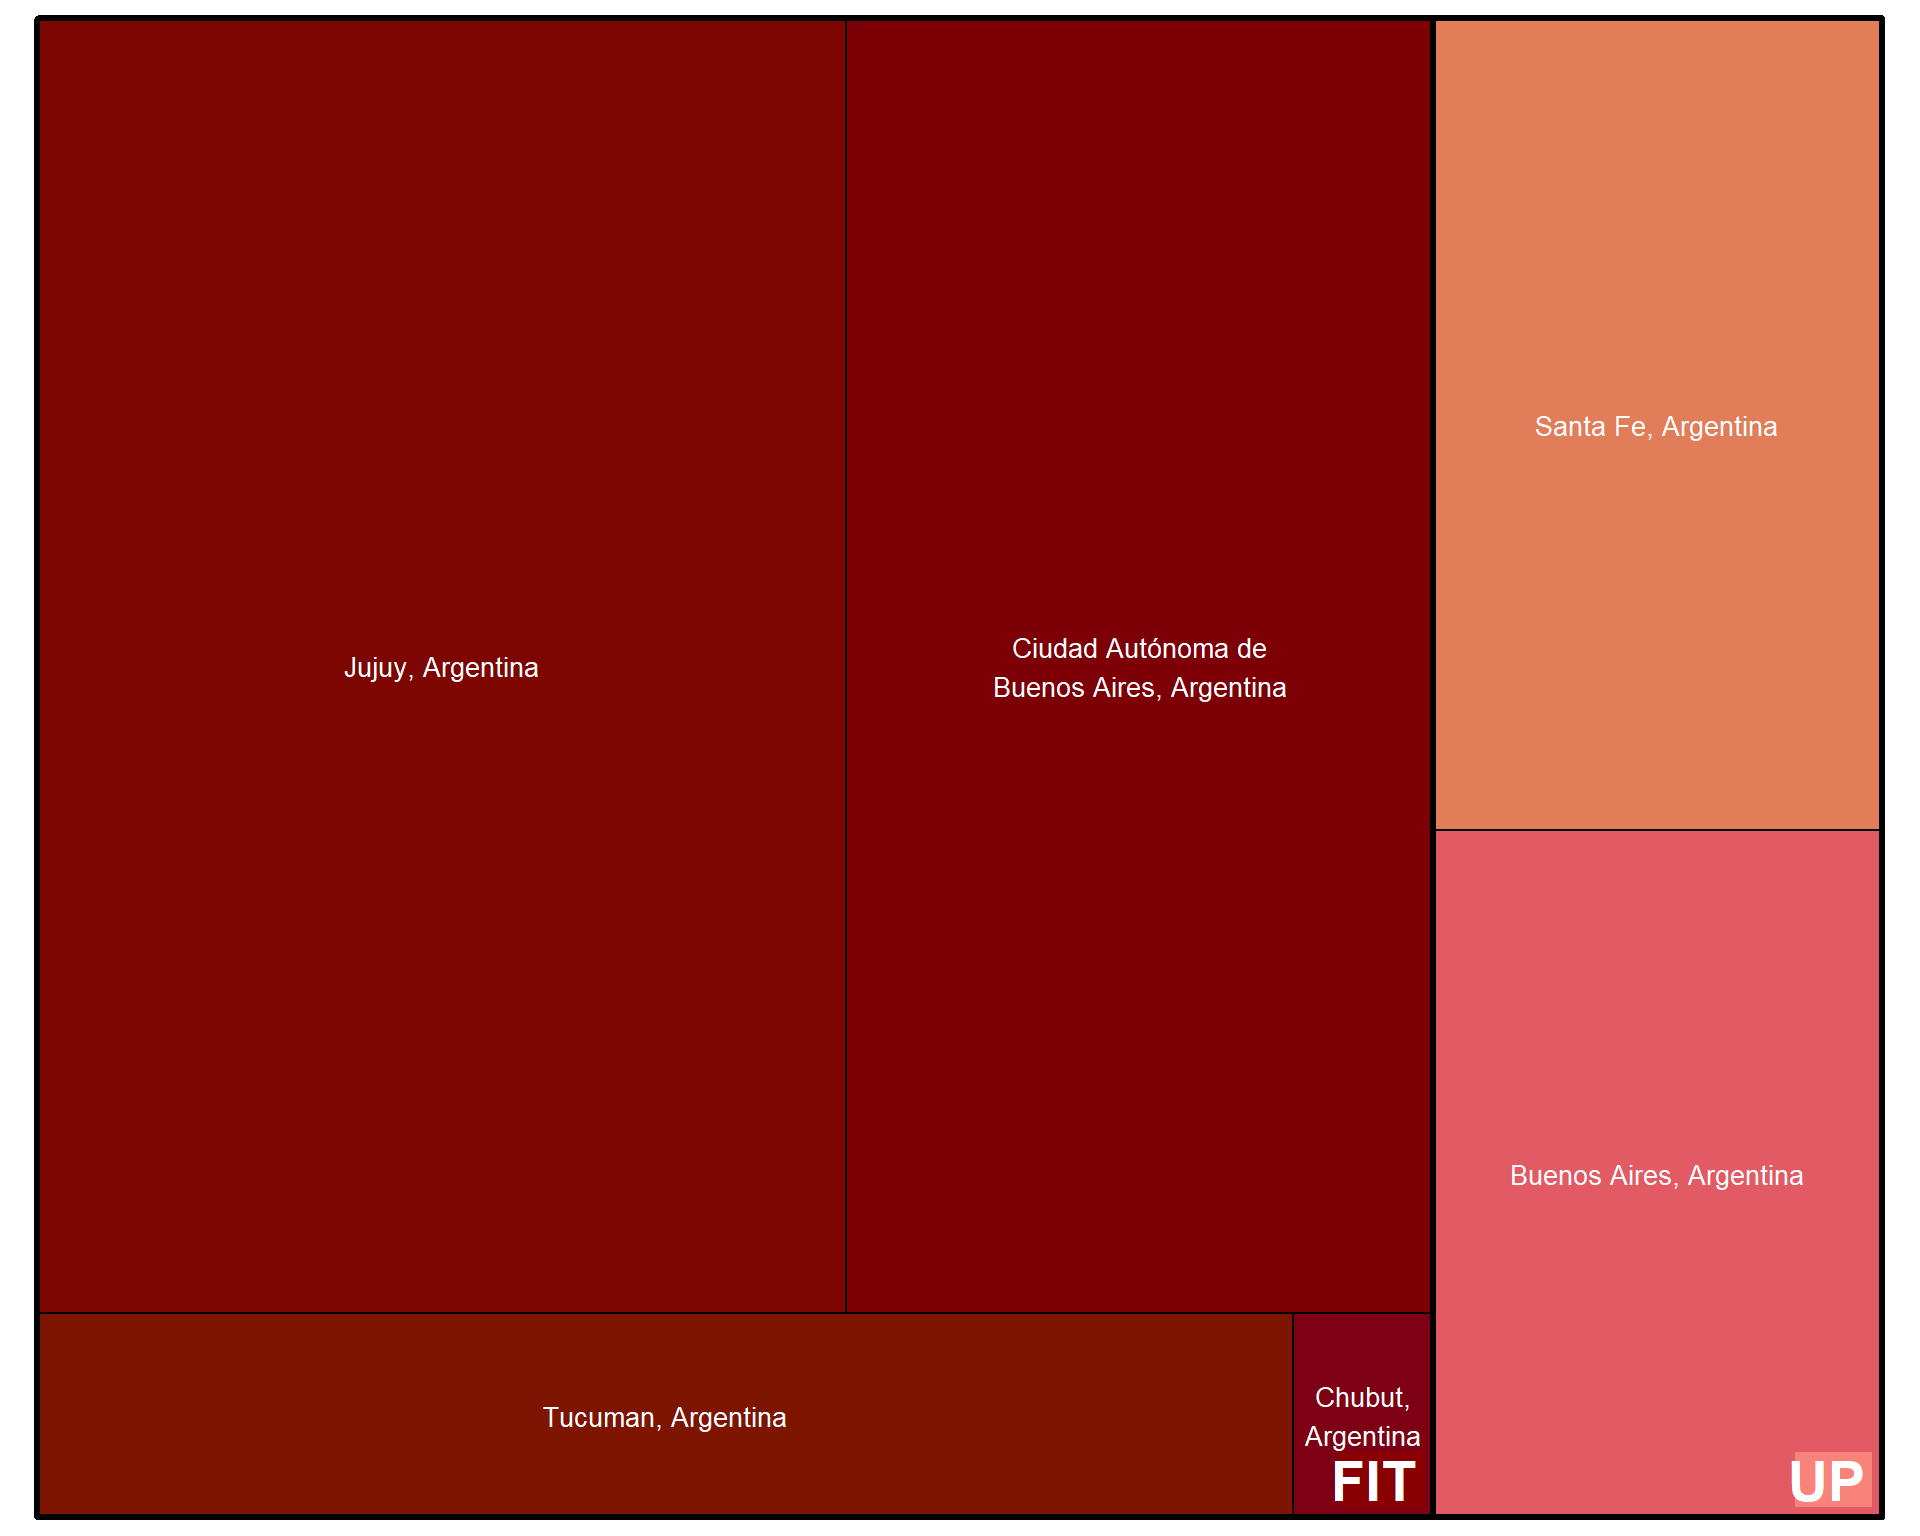 Jujuy, Argentina
Ciudad Autónoma de
Buenos Aires, Argentina
Santa Fe, Argentina
Buenos Aires, Argentina
Tucuman, Argentina
Chubut,
Argentina
FIT
UP